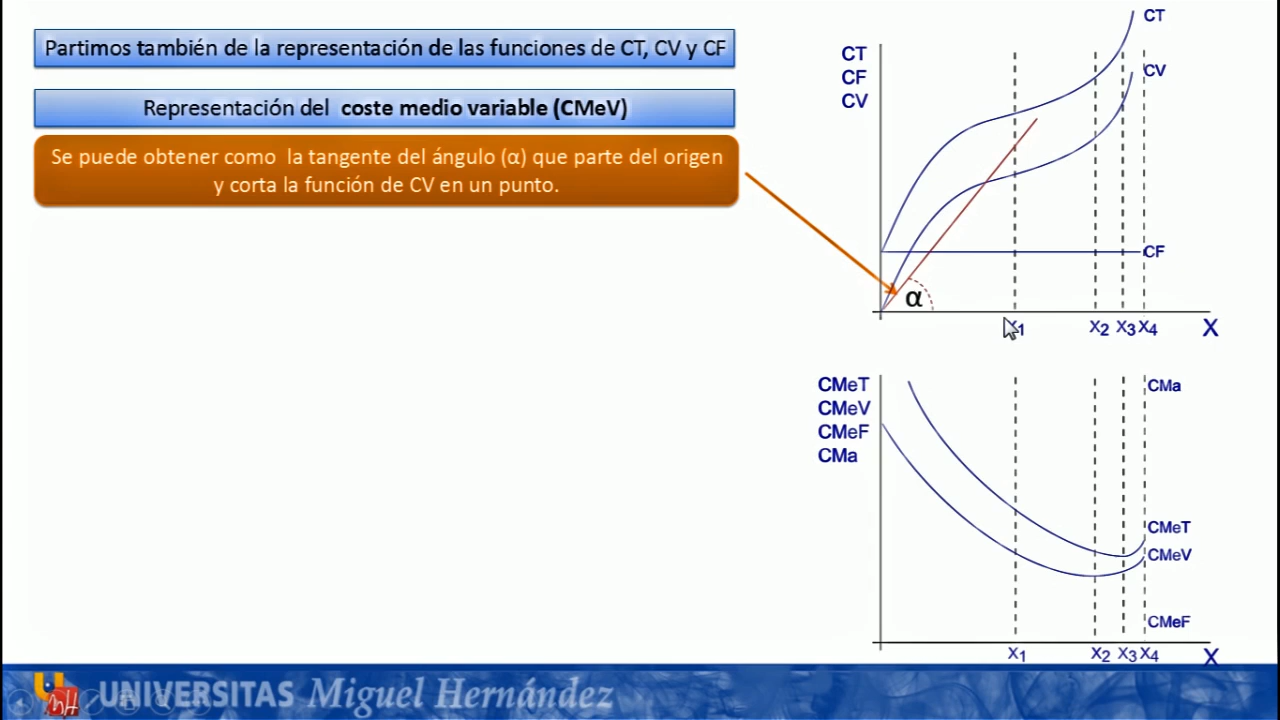 Partimos también de la representación de las funciones de CT, CV y CF
Representación del coste medio variable (CMeV)
Se puede obtener como la tangente del ángulo (α) que parte del origen
y corta la función de CV en un punto.
CT
CF
CV
CT
CV
CF
α
X1 X2 X3 X4 X
CMeT
CMeV
CMeF
CMa
CMa
CMeT
CMeV
CMeF
X1 X2 X3 X4 X
UNIVERSITAS Miguel Hernández